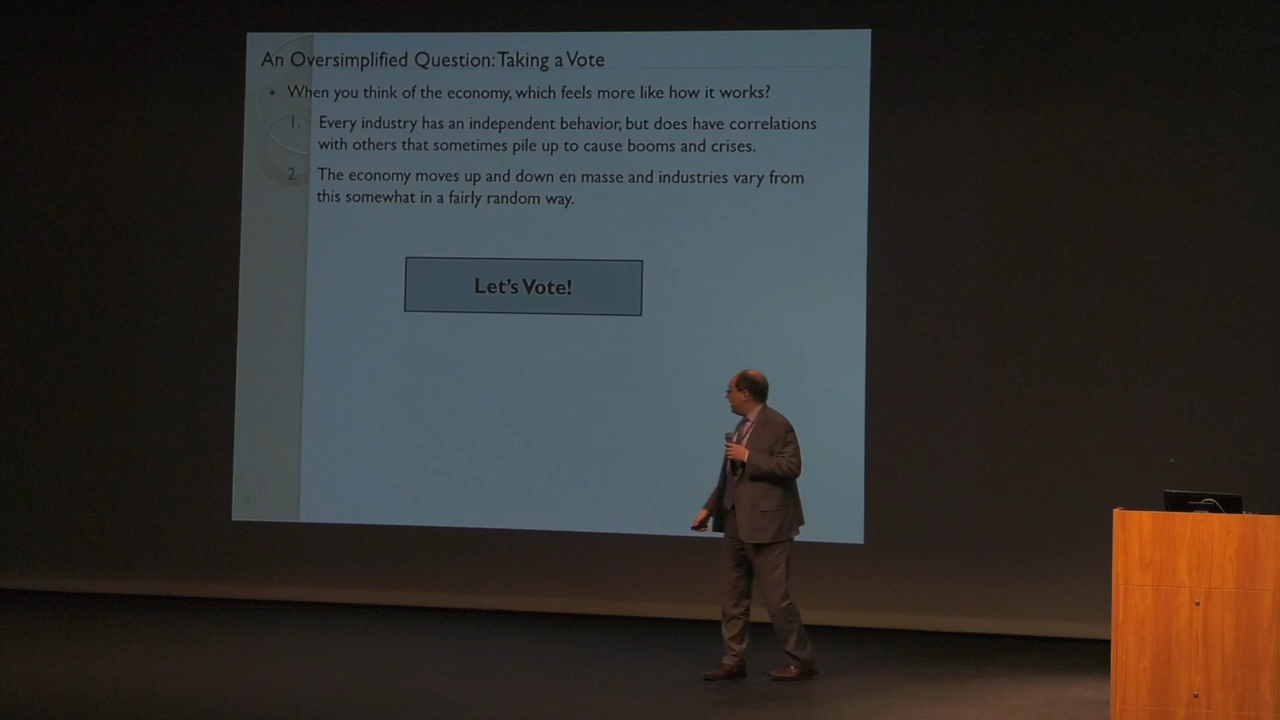 An Oversimplified Question: Taking a Vote
• When you think of the economy, which feels more like how it works?
1. Every industry has an independent behavior, but does have correlations
with others that sometimes pile up to cause booms and crises.
2. The economy moves up and down en masse and industries vary from
this somewhat in a fairly random way.
Let's Vote!